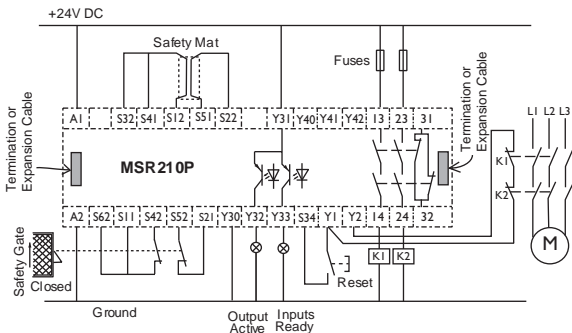 +24V DC
Safety Mat
Fuses
Termination or
Expansion Cable
Termination or
Expansion Cable
A1 S32 S41 S12 S51 S22 Y31 Y40 Y41 Y42 13 23 31
L1 L2 L3
MSR210P
K1
K2
A2 S62 S11 S42 S52 S21 Y30 Y32 Y33 S34 Y1 Y2 14 24 32
Safety Gate
Closed
K1 K2
M
Reset
Ground
Output
Active
Inputs
Ready